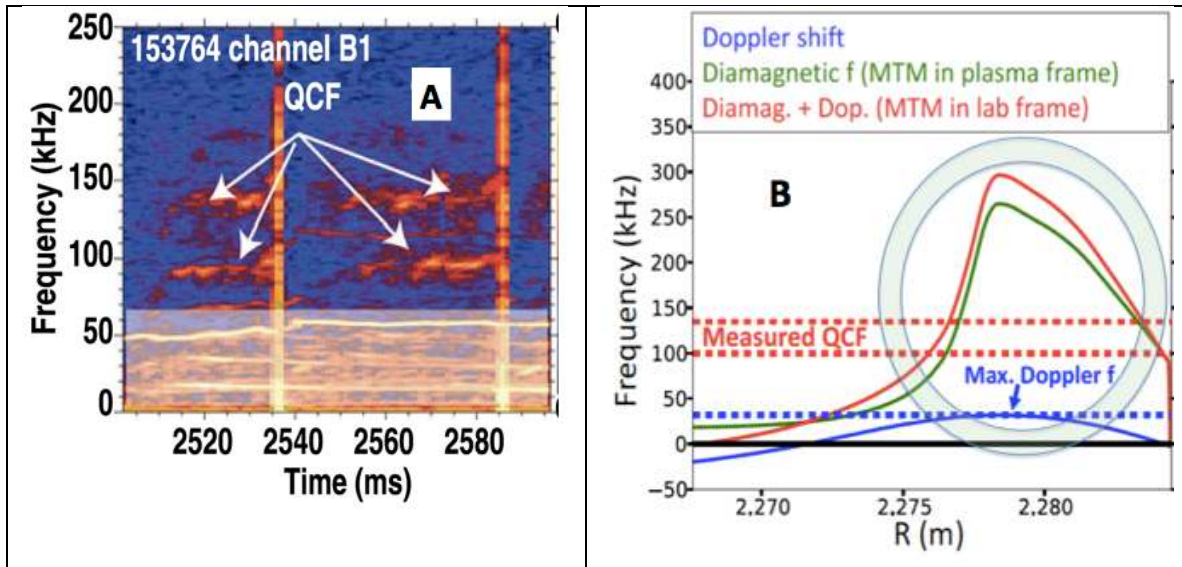 250
200
150
100
50
0
Frequency (kHz)
153764 channel B1
QCF
A
2520 2540 2560 2580
Time (ms)
Doppler shift
Diamagnetic f (MTM in plasma frame)
Diamag. + Dop. (MTM in lab frame)
B
400
350
300
250
200
150
100
50
0
−50
Frequency (kHz)
Measured QCF
Max. Doppler f
2.270 2.275 2.280
R (m)